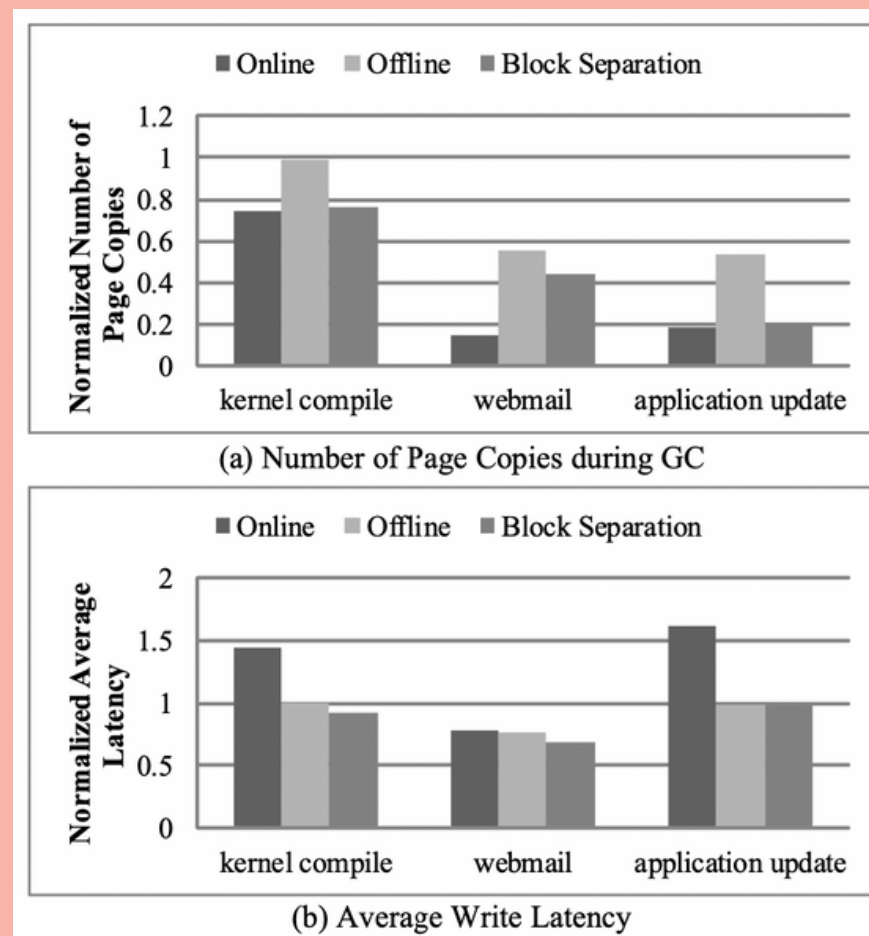 Online Offline Block Separation
Normalized Number of
Page Copies
1.2
1
0.8
0.6
0.4
0.2
0
kernel compile webmail application update
(a) Number of Page Copies during GC
Online Offline Block Separation
Normalized Average
Latency
2
1.5
1
0.5
0
kernel compile webmail application update
(b) Average Write Latency